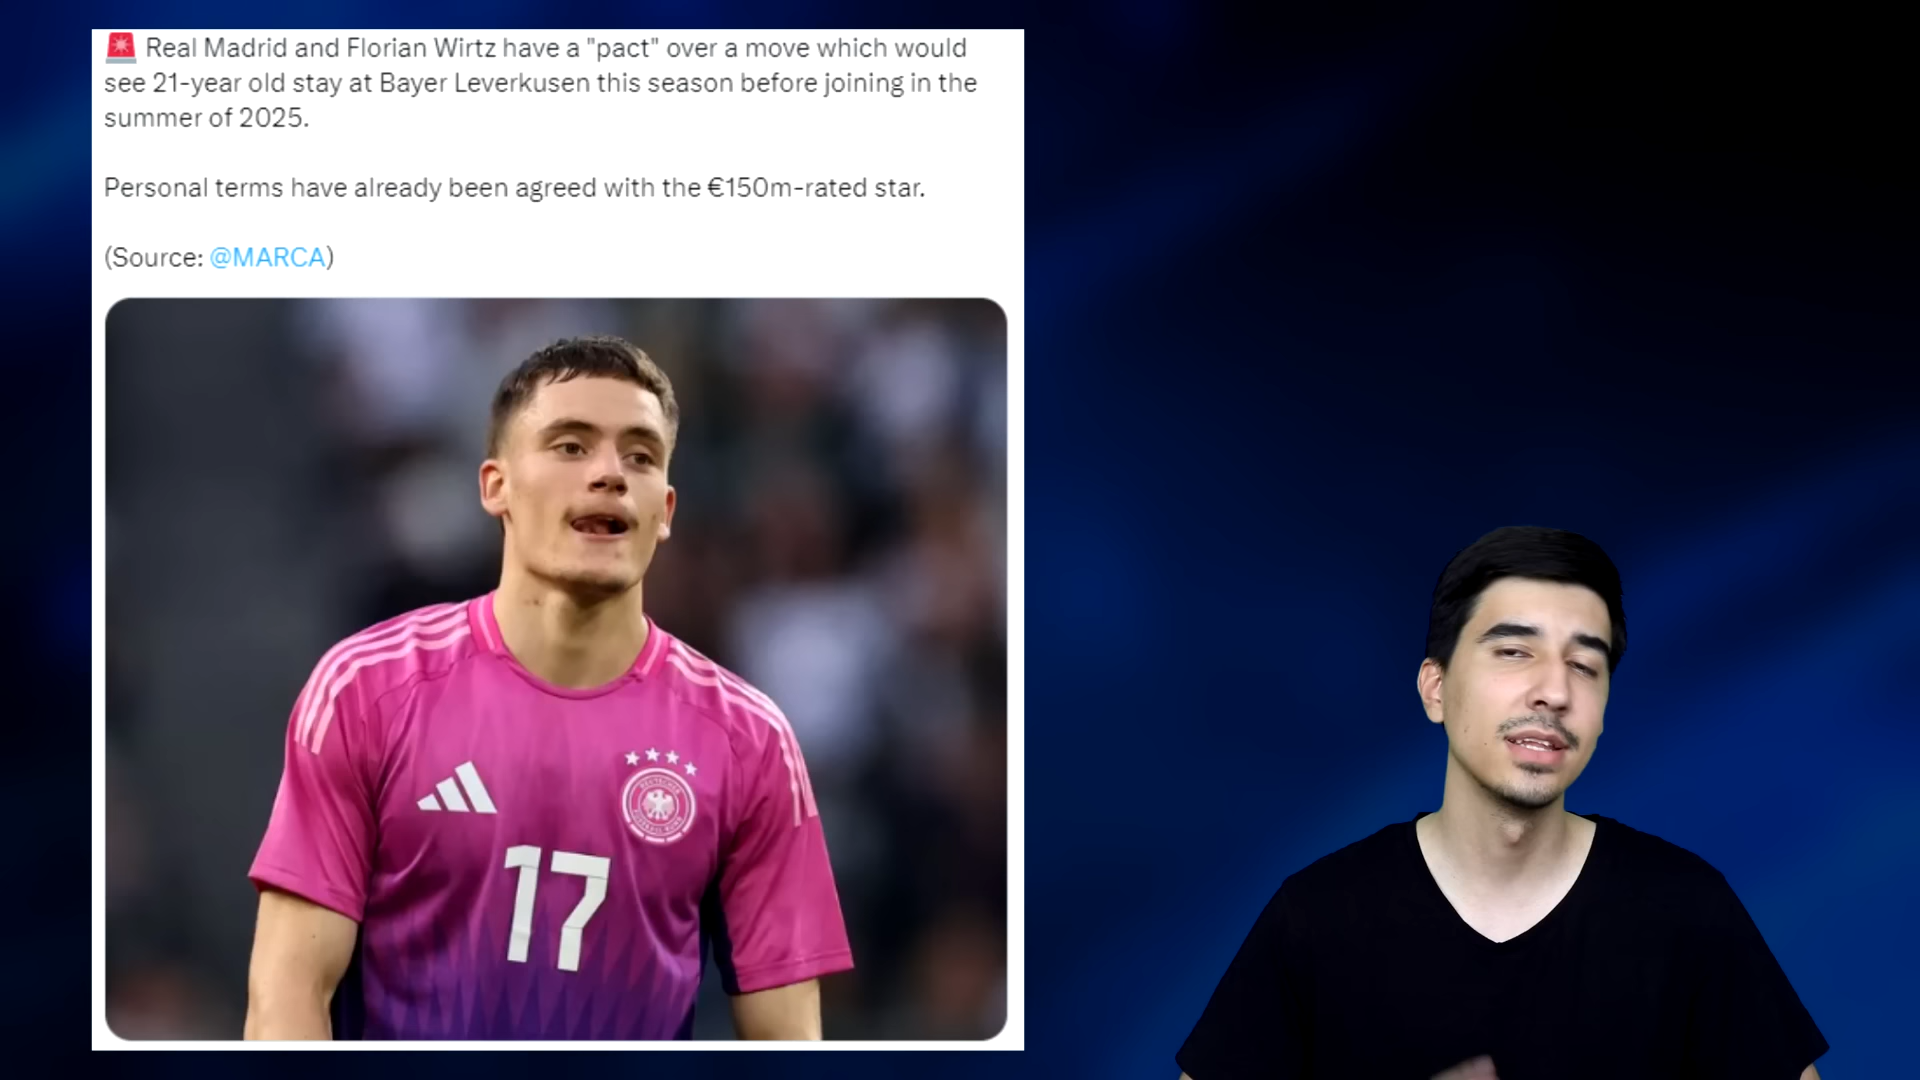 🚨 Real Madrid and Florian Wirtz have a "pact" over a move which would
see 21-year old stay at Bayer Leverkusen this season before joining in the
summer of 2025.
Personal terms have already been agreed with the €150m-rated star.
(Source: @MARCA)
17